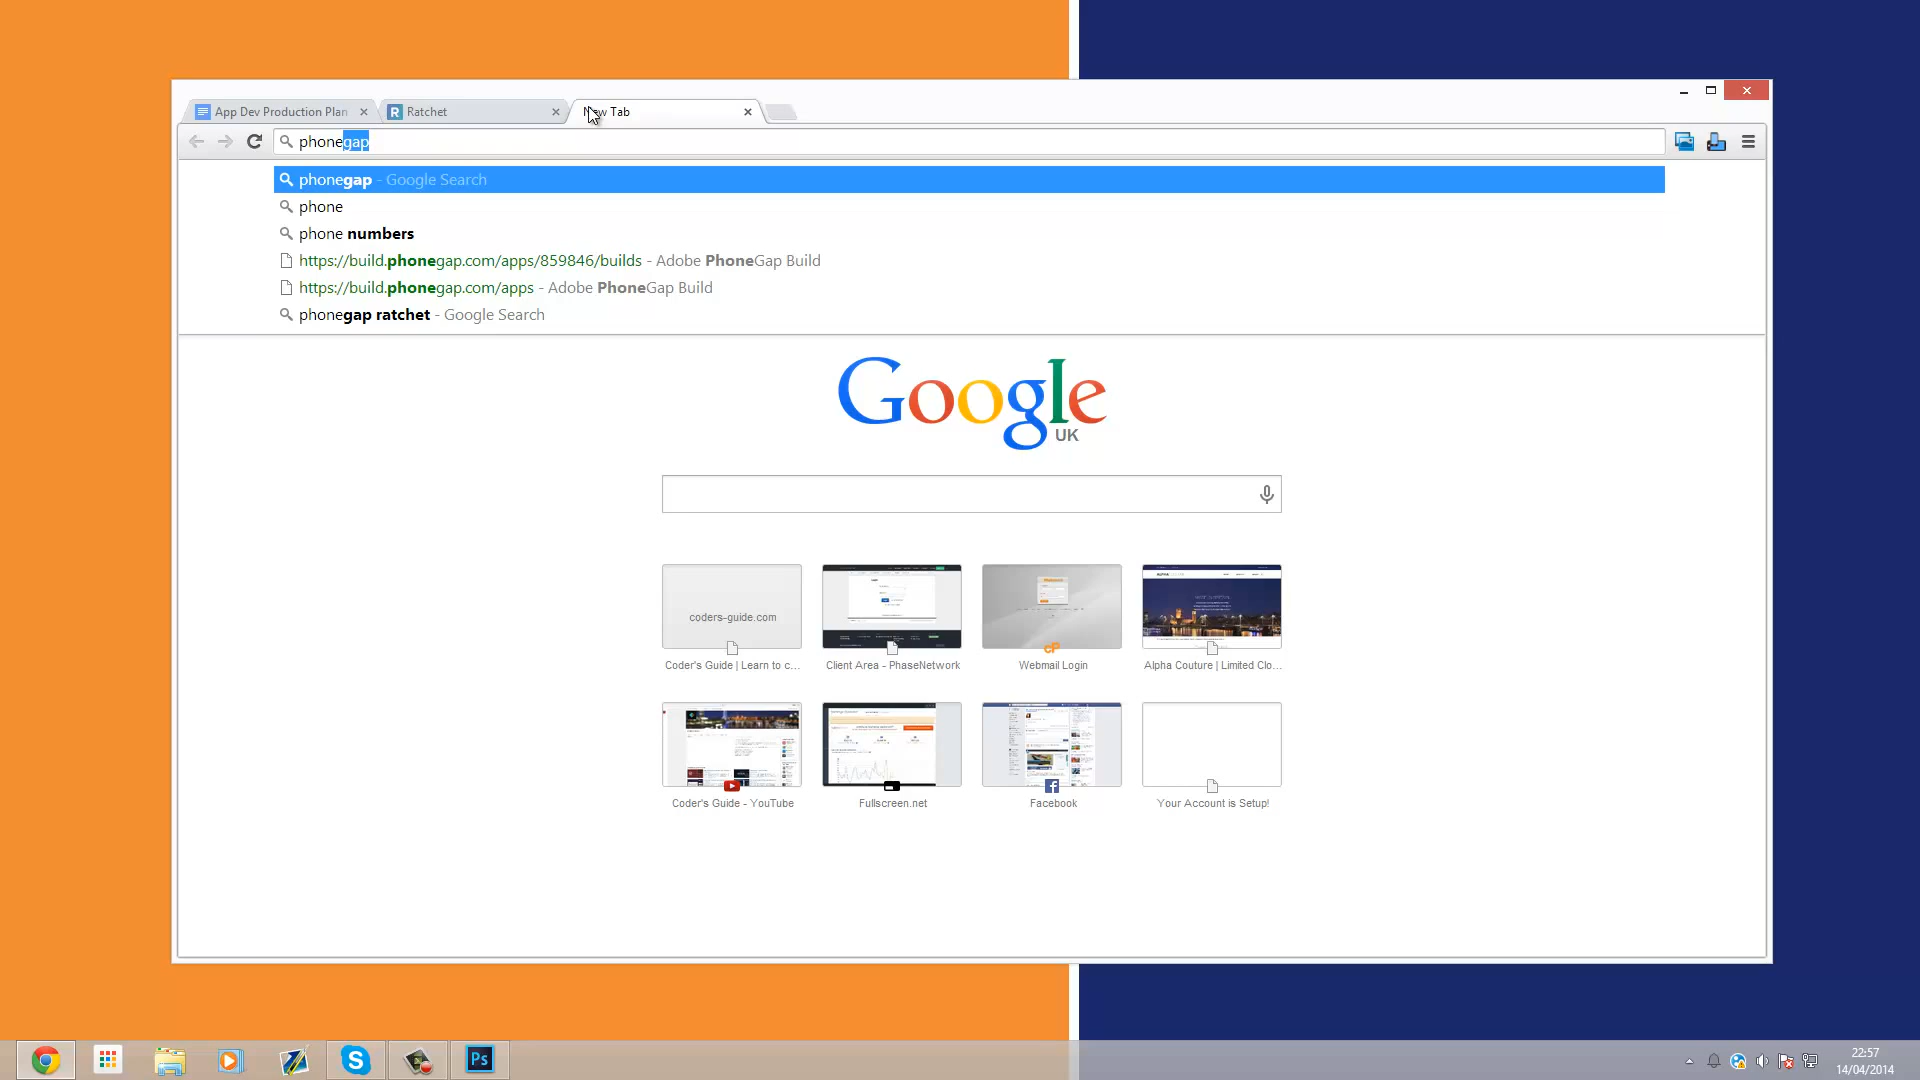 App Dev Production Plan
Ratchet
New Tab
phonegap
phonegap - Google Search
phone
phone numbers
https://build.phonegap.com/apps/859846/builds - Adobe PhoneGap Build
https://build.phonegap.com/apps - Adobe PhoneGap Build
phonegap ratchet - Google Search
Google
UK
coders-guide.com
Coder's Guide | Learn to c...
Client Area - PhaseNetwork
cP
Webmail Login
Alpha Couture | Limited Clo...
Coder's Guide - YouTube
Fullscreen.net
Facebook
Your Account is Setup!
Ps
22:57
14/04/2014